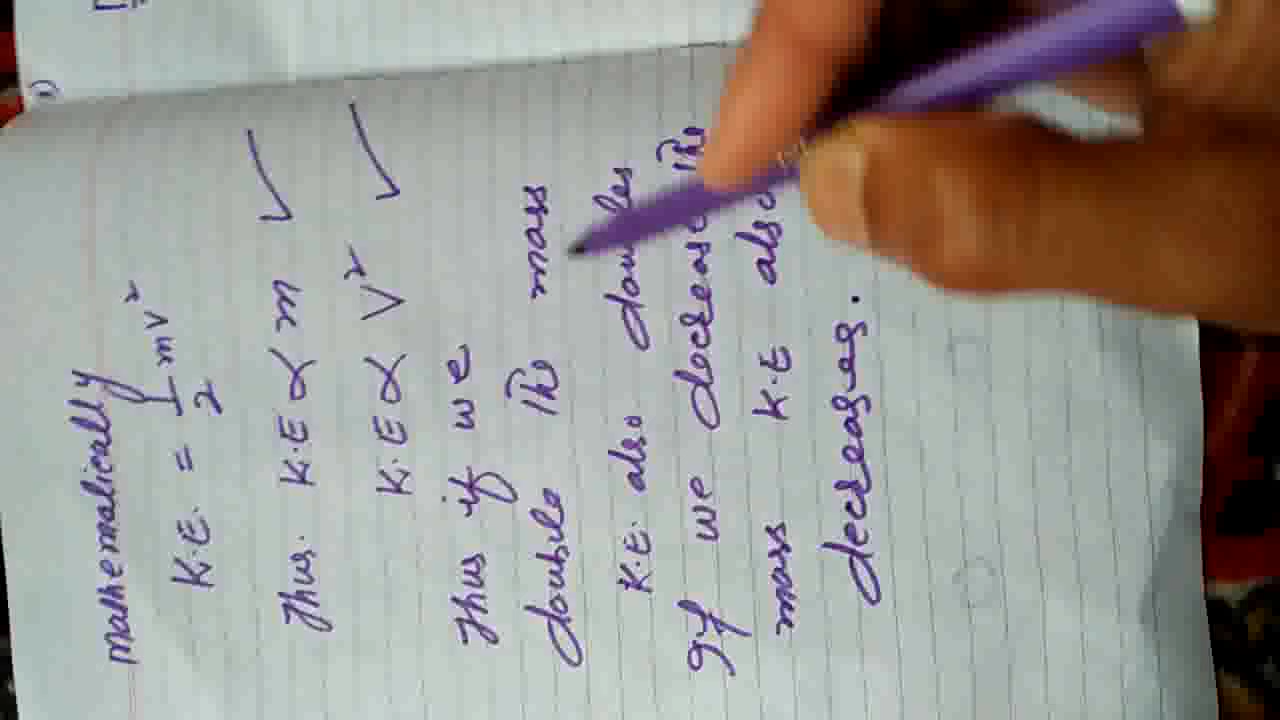 mathematically
K.E. = 1/2 mv²
Thus. K.E ∝ m ✓
K.E ∝ V² ✓
Thus if we
double the mass
K.E. also doubles
If we decrease the
mass K.E also
decreases.